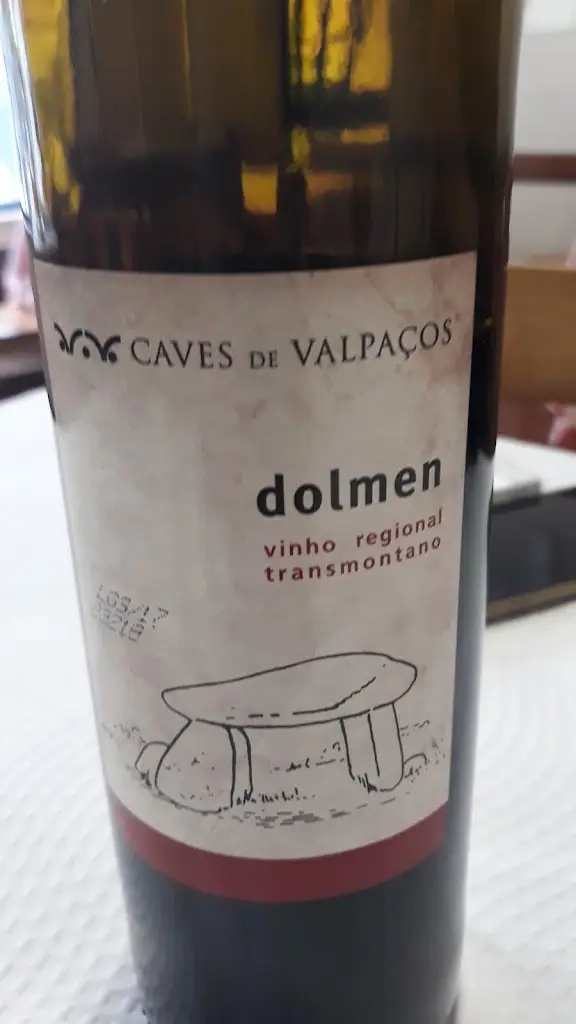 CAVES DE VALPAÇOS
dolmen
vinho regional
transmontano